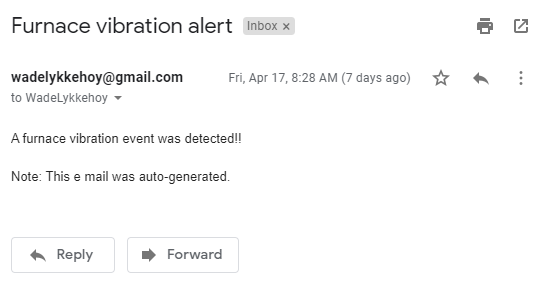 Furnace vibration alert Inbox ×
wadelykkehoy@gmail.com Fri, Apr 17, 8:28 AM (7 days ago)
to WadeLykkehoy
A furnace vibration event was detected!!
Note: This e mail was auto-generated.
Reply Forward